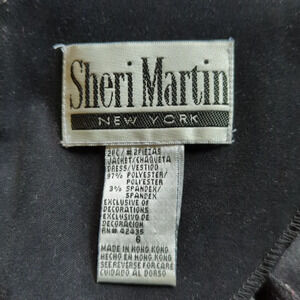 Sheri Martin
NEW YORK
2PC / #2PIEZAS
JACKET/CHAQUETA
DRESS/VESTIDO
97% POLYESTER/
POLYESTER
3% SPANDEX/
SPANDEX
EXCLUSIVE OF
DECORATIONS
EXCLUSIVO DE
DECORACION
RN# 42435
6
MADE IN HONG KONG
HECHO EN HONG KONG
SEE REVERSE FOR CARE
CUIDADO AL DORSO